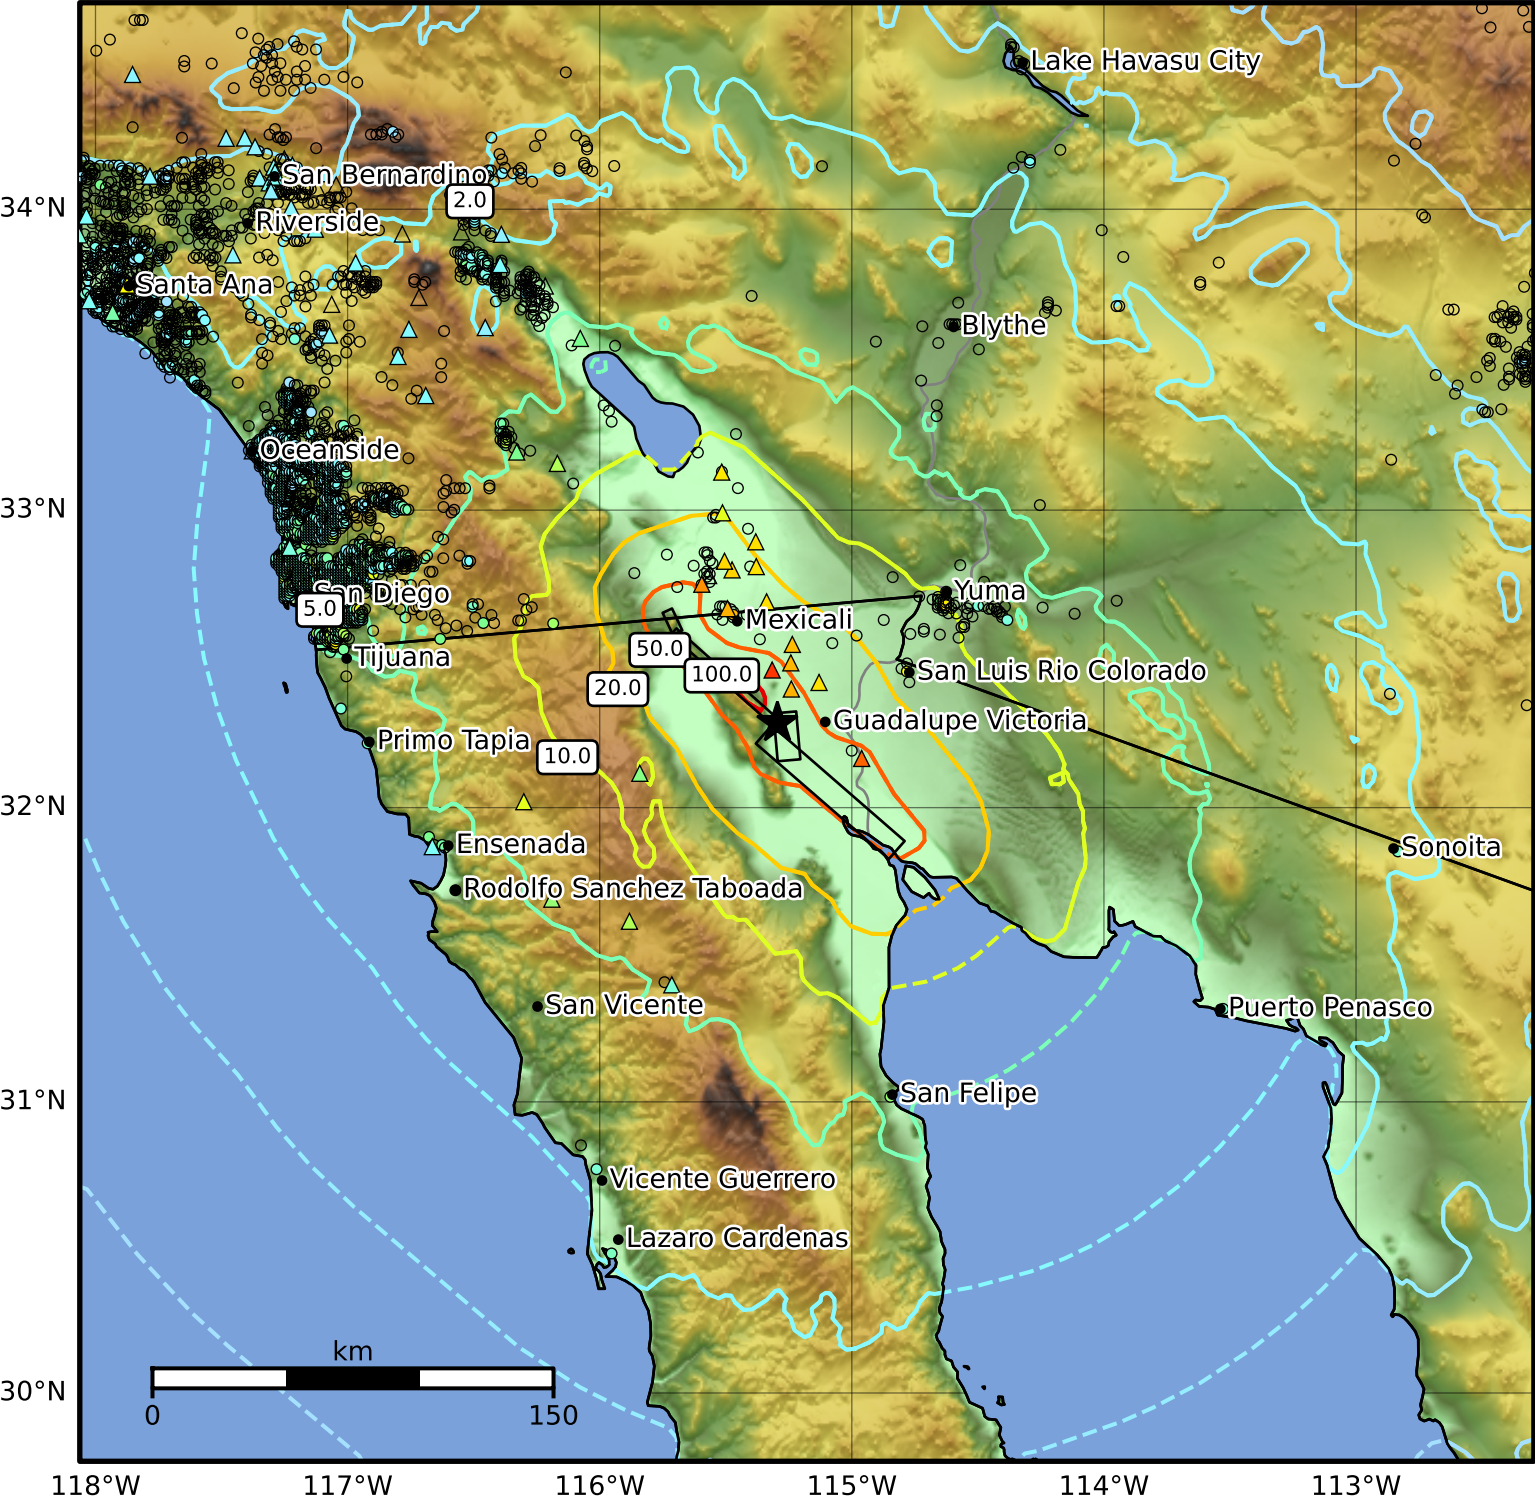 Lake Havasu City
San Bernardino
2.0
34°N
Riverside
Santa Ana
Blythe
Oceanside
33°N
San Diego
5.0
Yuma
Mexicali
Tijuana
50.0
100.0
20.0
San Luis Rio Colorado
Guadalupe Victoria
Primo Tapia
10.0
32°N
Ensenada
Sonoita
Rodolfo Sanchez Taboada
San Vicente
Puerto Penasco
31°N
San Felipe
Vicente Guerrero
Lazaro Cardenas
km
30°N
0 150
118°W 117°W 116°W 115°W 114°W 113°W